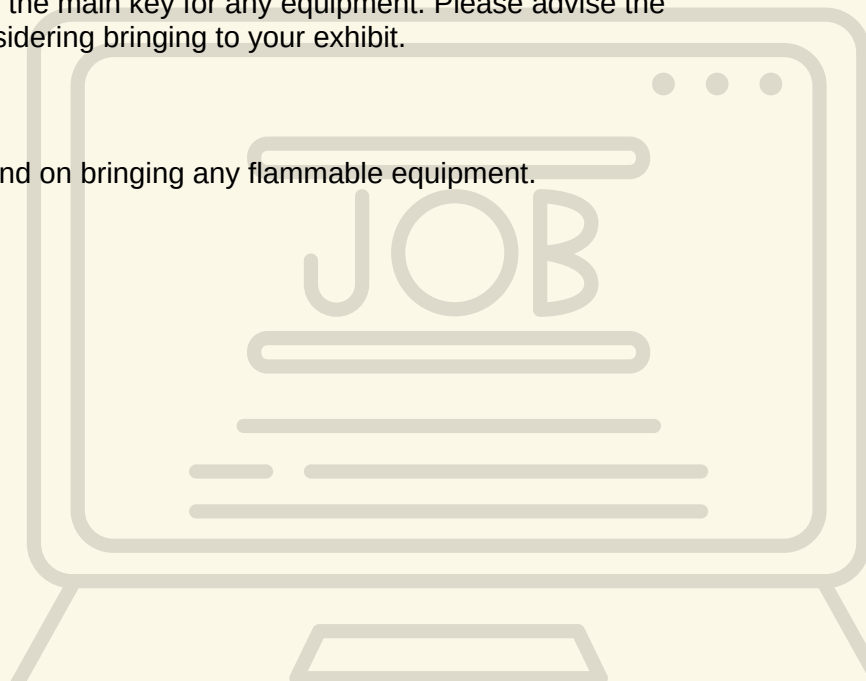 the main key for any equipment. Please advise the
sidering bringing to your exhibit.
nd on bringing any flammable equipment.
JOB